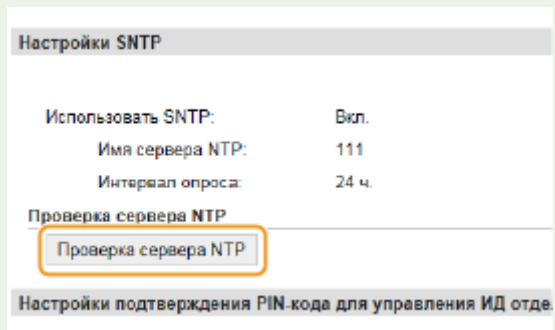 Настройки SNTP
Использовать SNTP: Вкл.
Имя сервера NTP: 111
Интервал опроса: 24 ч.
Проверка сервера NTP
Проверка сервера NTP
Настройки подтверждения PIN-кода для управления ИД отде